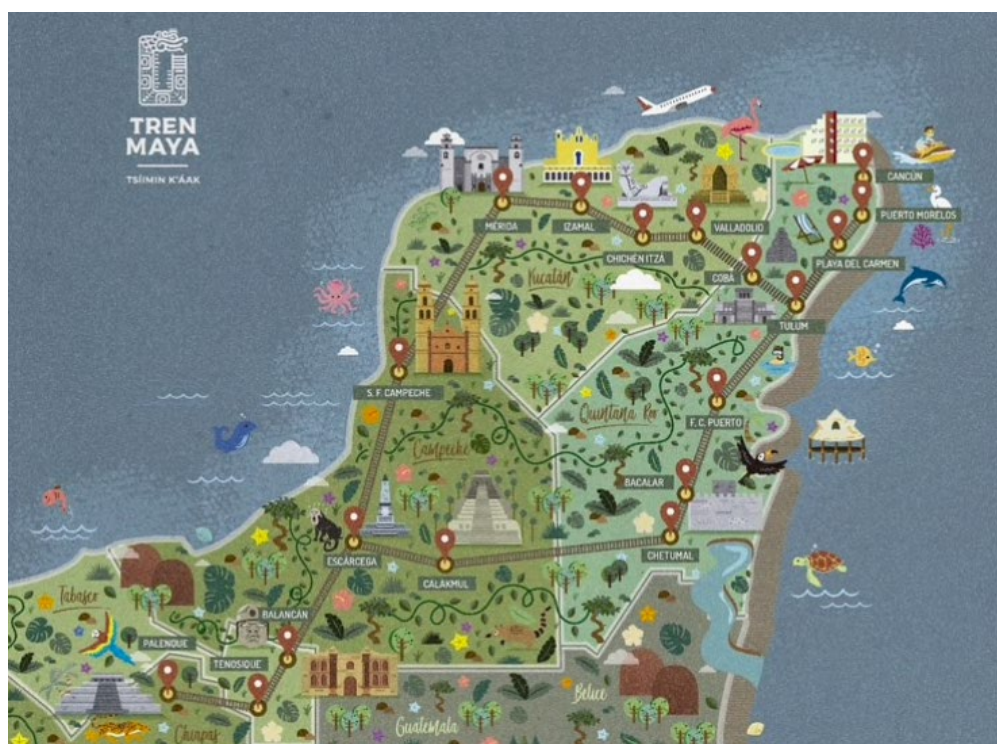 TREN
MAYA
TSÍIMIN K'ÁAK
CANCÚN
PUERTO MORELOS
MÉRIDA
IZAMAL
VALLADOLID
CHICHÉN ITZÁ
PLAYA DEL CARMEN
COBÁ
Yucatán
TULUM
S. F. CAMPECHE
Quintana Roo
F. C. PUERTO
Campeche
BACALAR
CHETUMAL
ESCÁRCEGA
CALAKMUL
Tabasco
BALANCÁN
PALENQUE
TENOSIQUE
Belice
Guatemala
Chiapas